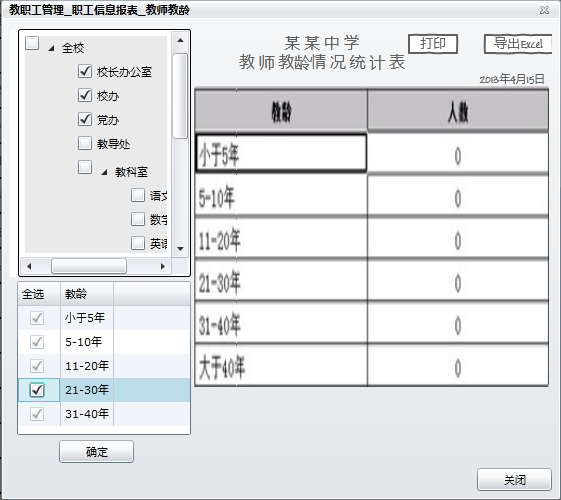 教职工管理_职工信息报表_教师教龄
全校
校长办公室
校办
党办
教导处
教科室
语文
数学
英语
全选 教龄
小于5年
5-10年
11-20年
21-30年
31-40年
确定
某某中学
教师教龄情况统计表
打印
导出Excel
2013年4月15日
教龄 人数
小于5年 0
5-10年 0
11-20年 0
21-30年 0
31-40年 0
大于40年 0
关闭